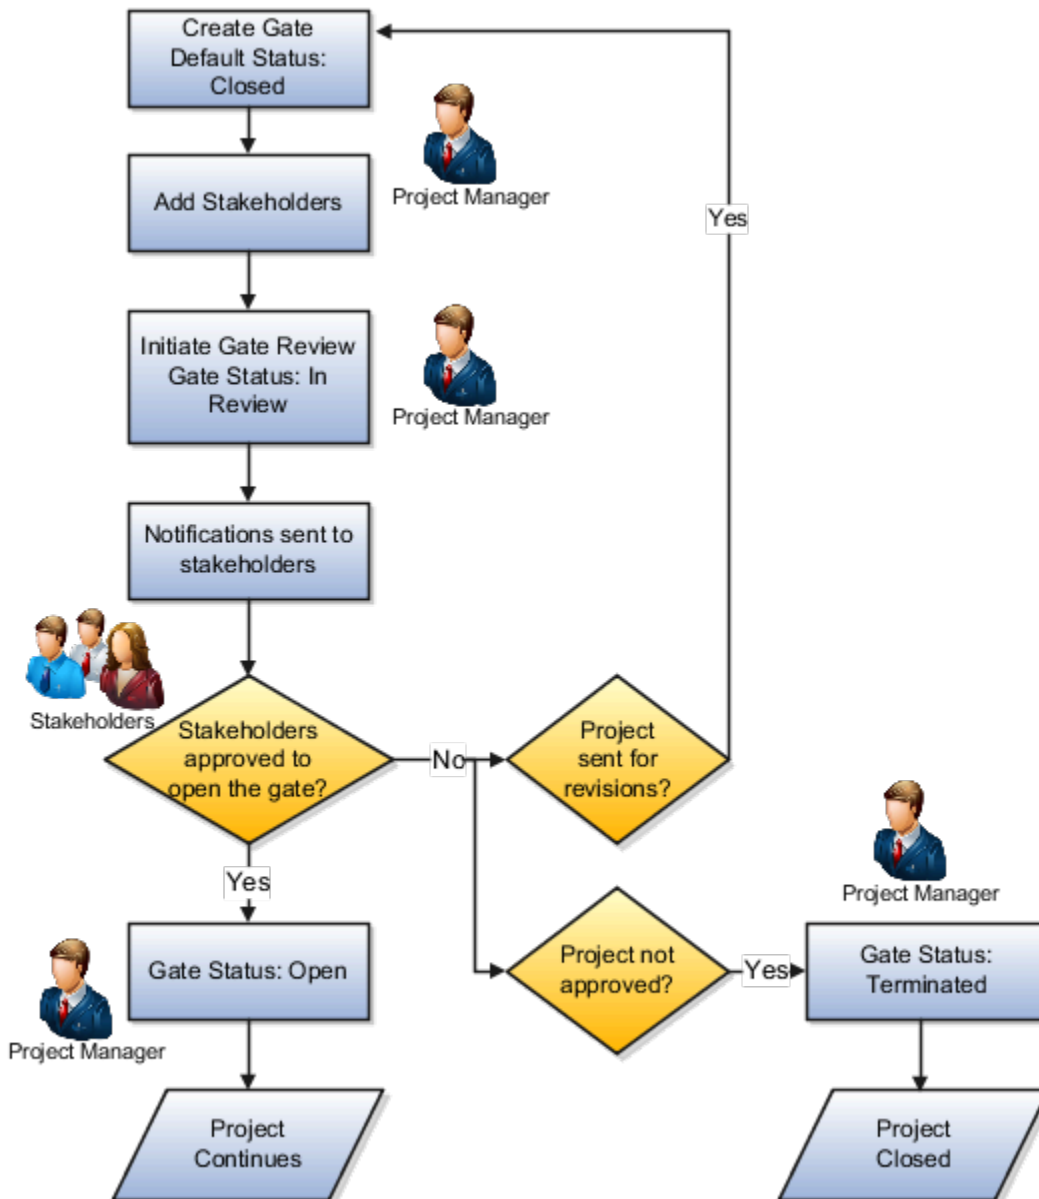 Create Gate
Default Status:
Closed
Project Manager
Add Stakeholders
Yes
Initiate Gate Review
Gate Status: In
Review
Project Manager
Notifications sent to
stakeholders
Stakeholders
Stakeholders
approved to
open the gate?
No
Project
sent for
revisions?
Yes
Project Manager
Gate Status: Open
Project Manager
Project not
approved?
Yes
Gate Status:
Terminated
Project
Continues
Project
Closed